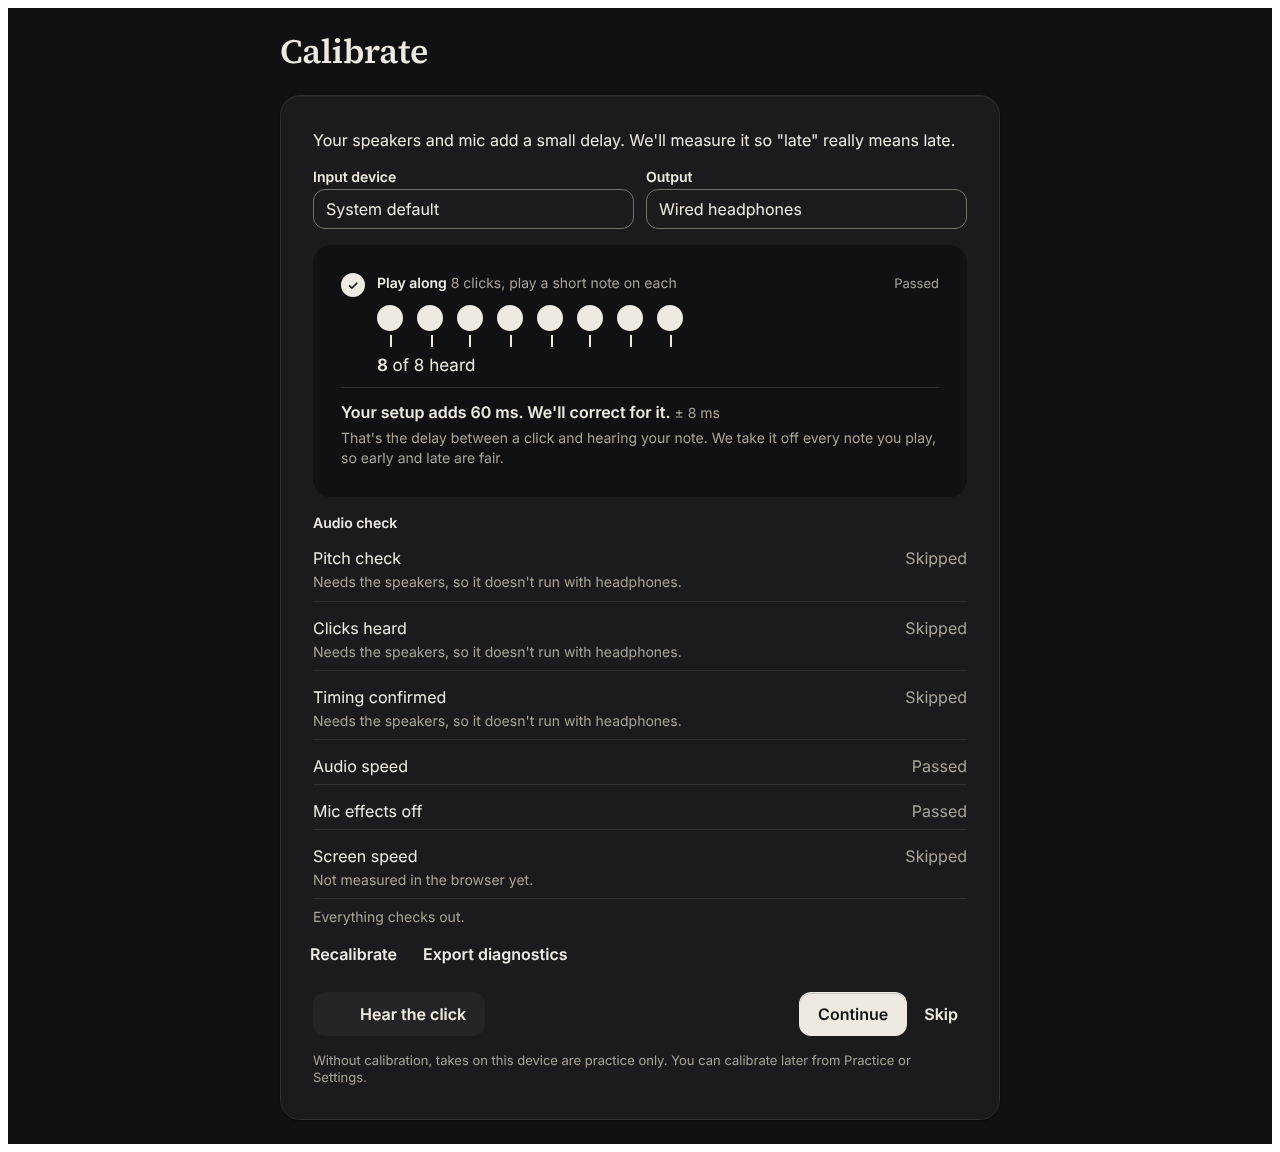 Calibrate
Your speakers and mic add a small delay. We'll measure it so "late" really means late.
Input device
Output
System default
Wired headphones
Play along 8 clicks, play a short note on each
Passed
8 of 8 heard
Your setup adds 60 ms. We'll correct for it. ± 8 ms
That's the delay between a click and hearing your note. We take it off every note you play,
so early and late are fair.
Audio check
Pitch check
Skipped
Needs the speakers, so it doesn't run with headphones.
Clicks heard
Skipped
Needs the speakers, so it doesn't run with headphones.
Timing confirmed
Skipped
Needs the speakers, so it doesn't run with headphones.
Audio speed
Passed
Mic effects off
Passed
Screen speed
Skipped
Not measured in the browser yet.
Everything checks out.
Recalibrate
Export diagnostics
Hear the click
Continue
Skip
Without calibration, takes on this device are practice only. You can calibrate later from Practice or
Settings.